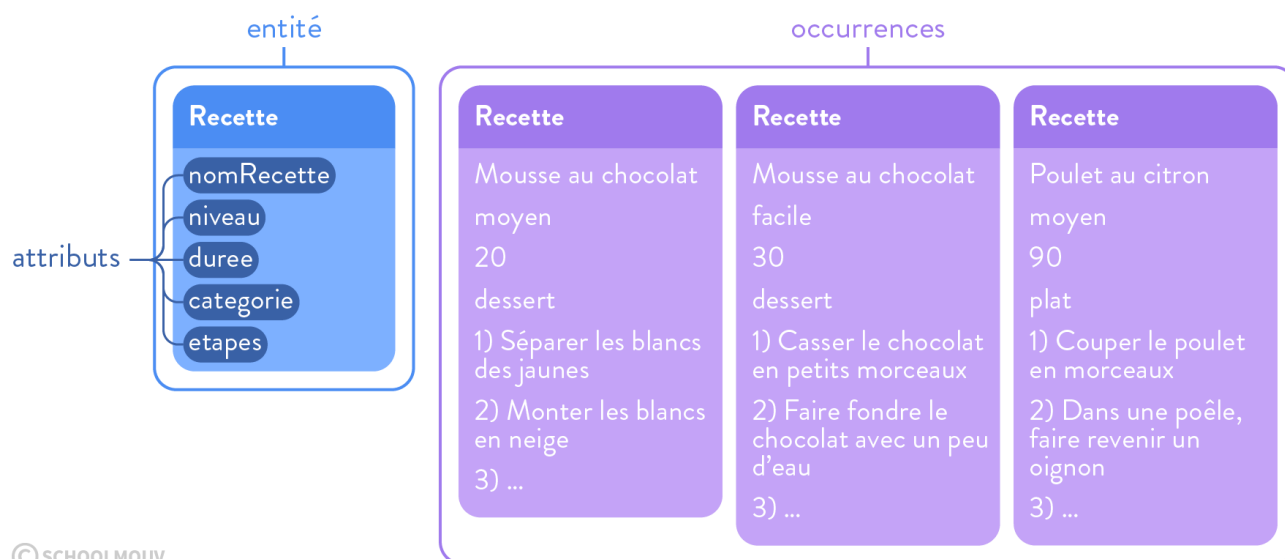 entité
occurrences
attributs
Recette
nomRecette
niveau
duree
categorie
etapes
Recette
Mousse au chocolat
moyen
20
dessert
1) Séparer les blancs
des jaunes
2) Monter les blancs
en neige
3) ...
Recette
Mousse au chocolat
facile
30
dessert
1) Casser le chocolat
en petits morceaux
2) Faire fondre le
chocolat avec un peu
d’eau
3) ...
Recette
Poulet au citron
moyen
90
plat
1) Couper le poulet
en morceaux
2) Dans une poêle,
faire revenir un
oignon
3) ...
© SCHOOLMOUV